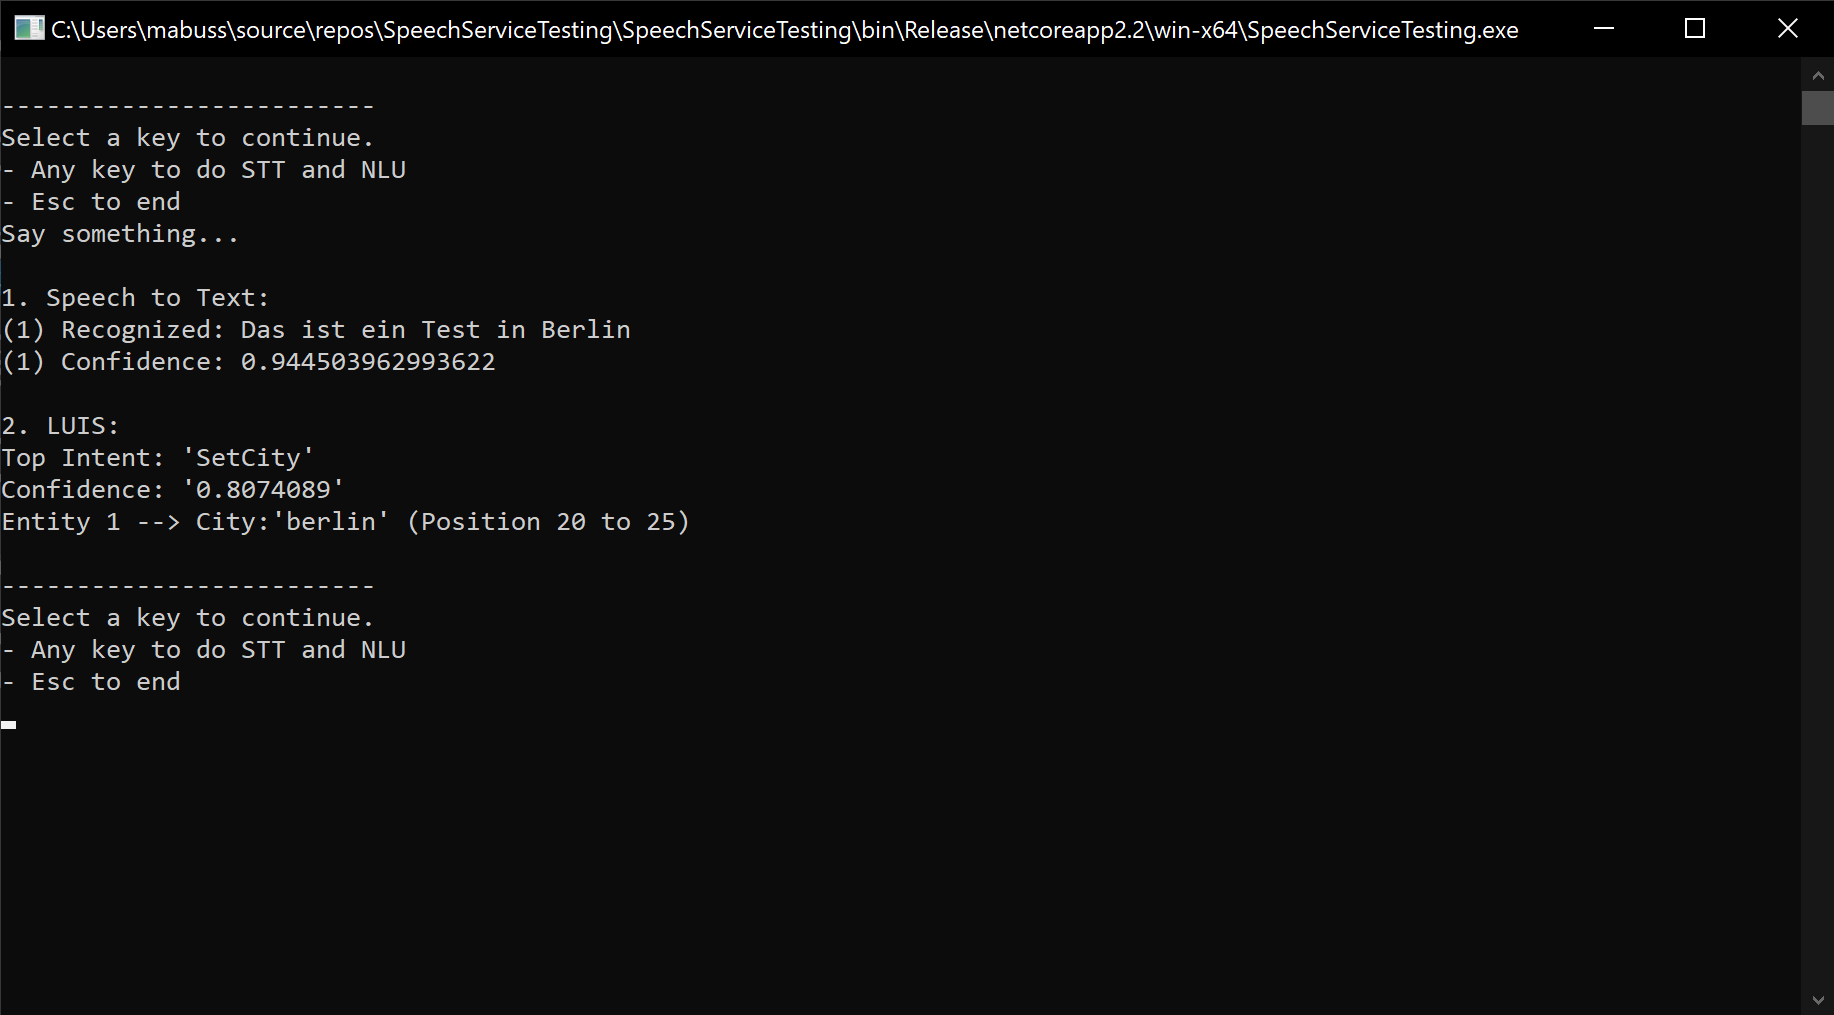 C:\Users\mabuss\source\repos\SpeechServiceTesting\SpeechServiceTesting\bin\Release\netcoreapp2.2\win-x64\SpeechServiceTesting.exe
-------------------------
Select a key to continue.
- Any key to do STT and NLU
- Esc to end
Say something...
1. Speech to Text:
(1) Recognized: Das ist ein Test in Berlin
(1) Confidence: 0.944503962993622
2. LUIS:
Top Intent: 'SetCity'
Confidence: '0.8074089'
Entity 1 --> City:'berlin' (Position 20 to 25)
-------------------------
Select a key to continue.
- Any key to do STT and NLU
- Esc to end